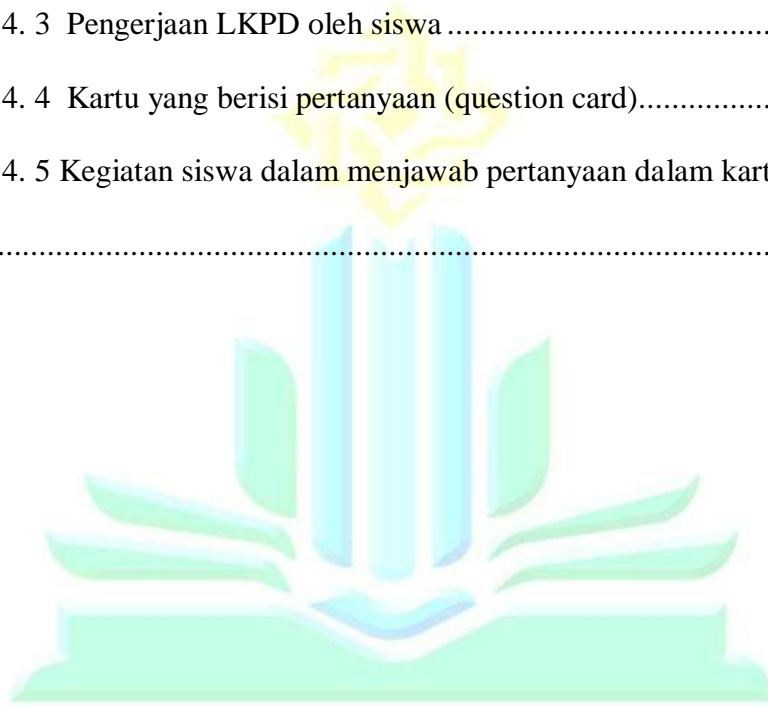 4. 3 Pengerjaan LKPD oleh siswa ....................................
4. 4 Kartu yang berisi pertanyaan (question card)................
4. 5 Kegiatan siswa dalam menjawab pertanyaan dalam
.............................................................................................